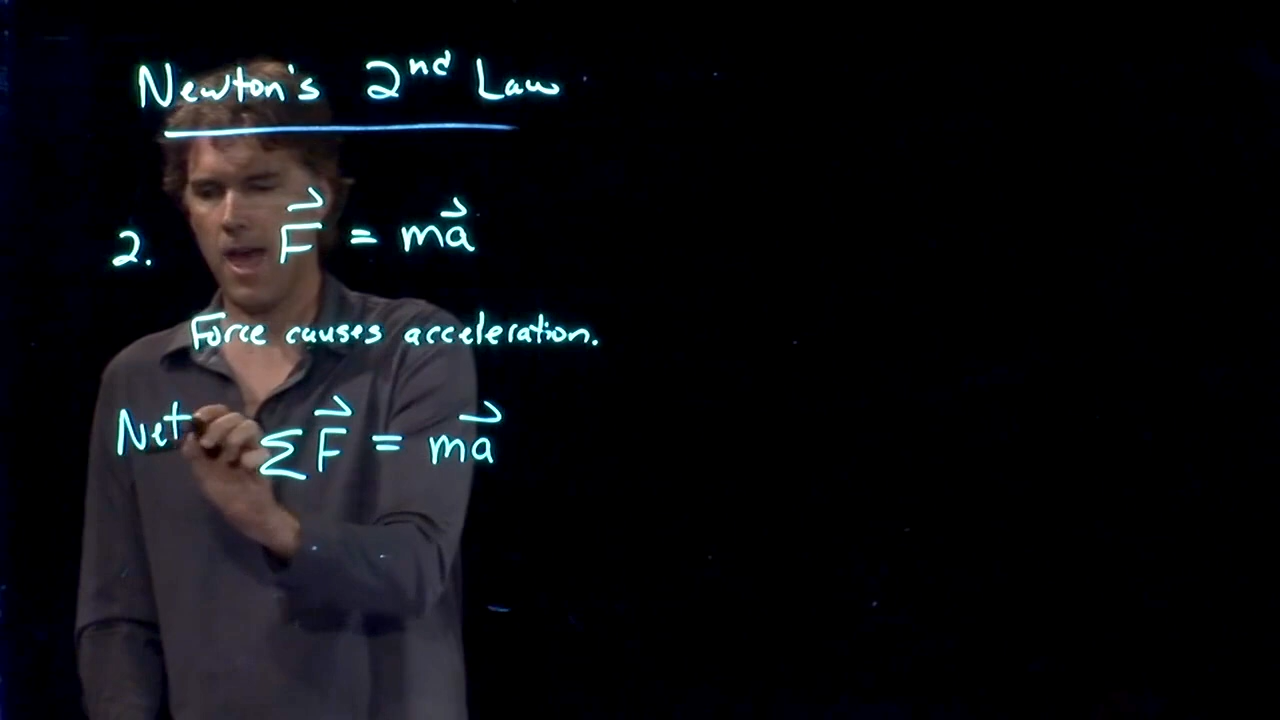 Newton's 2nd Law
2. F⃗ = ma⃗
Force causes acceleration.
Net ΣF⃗ = ma⃗